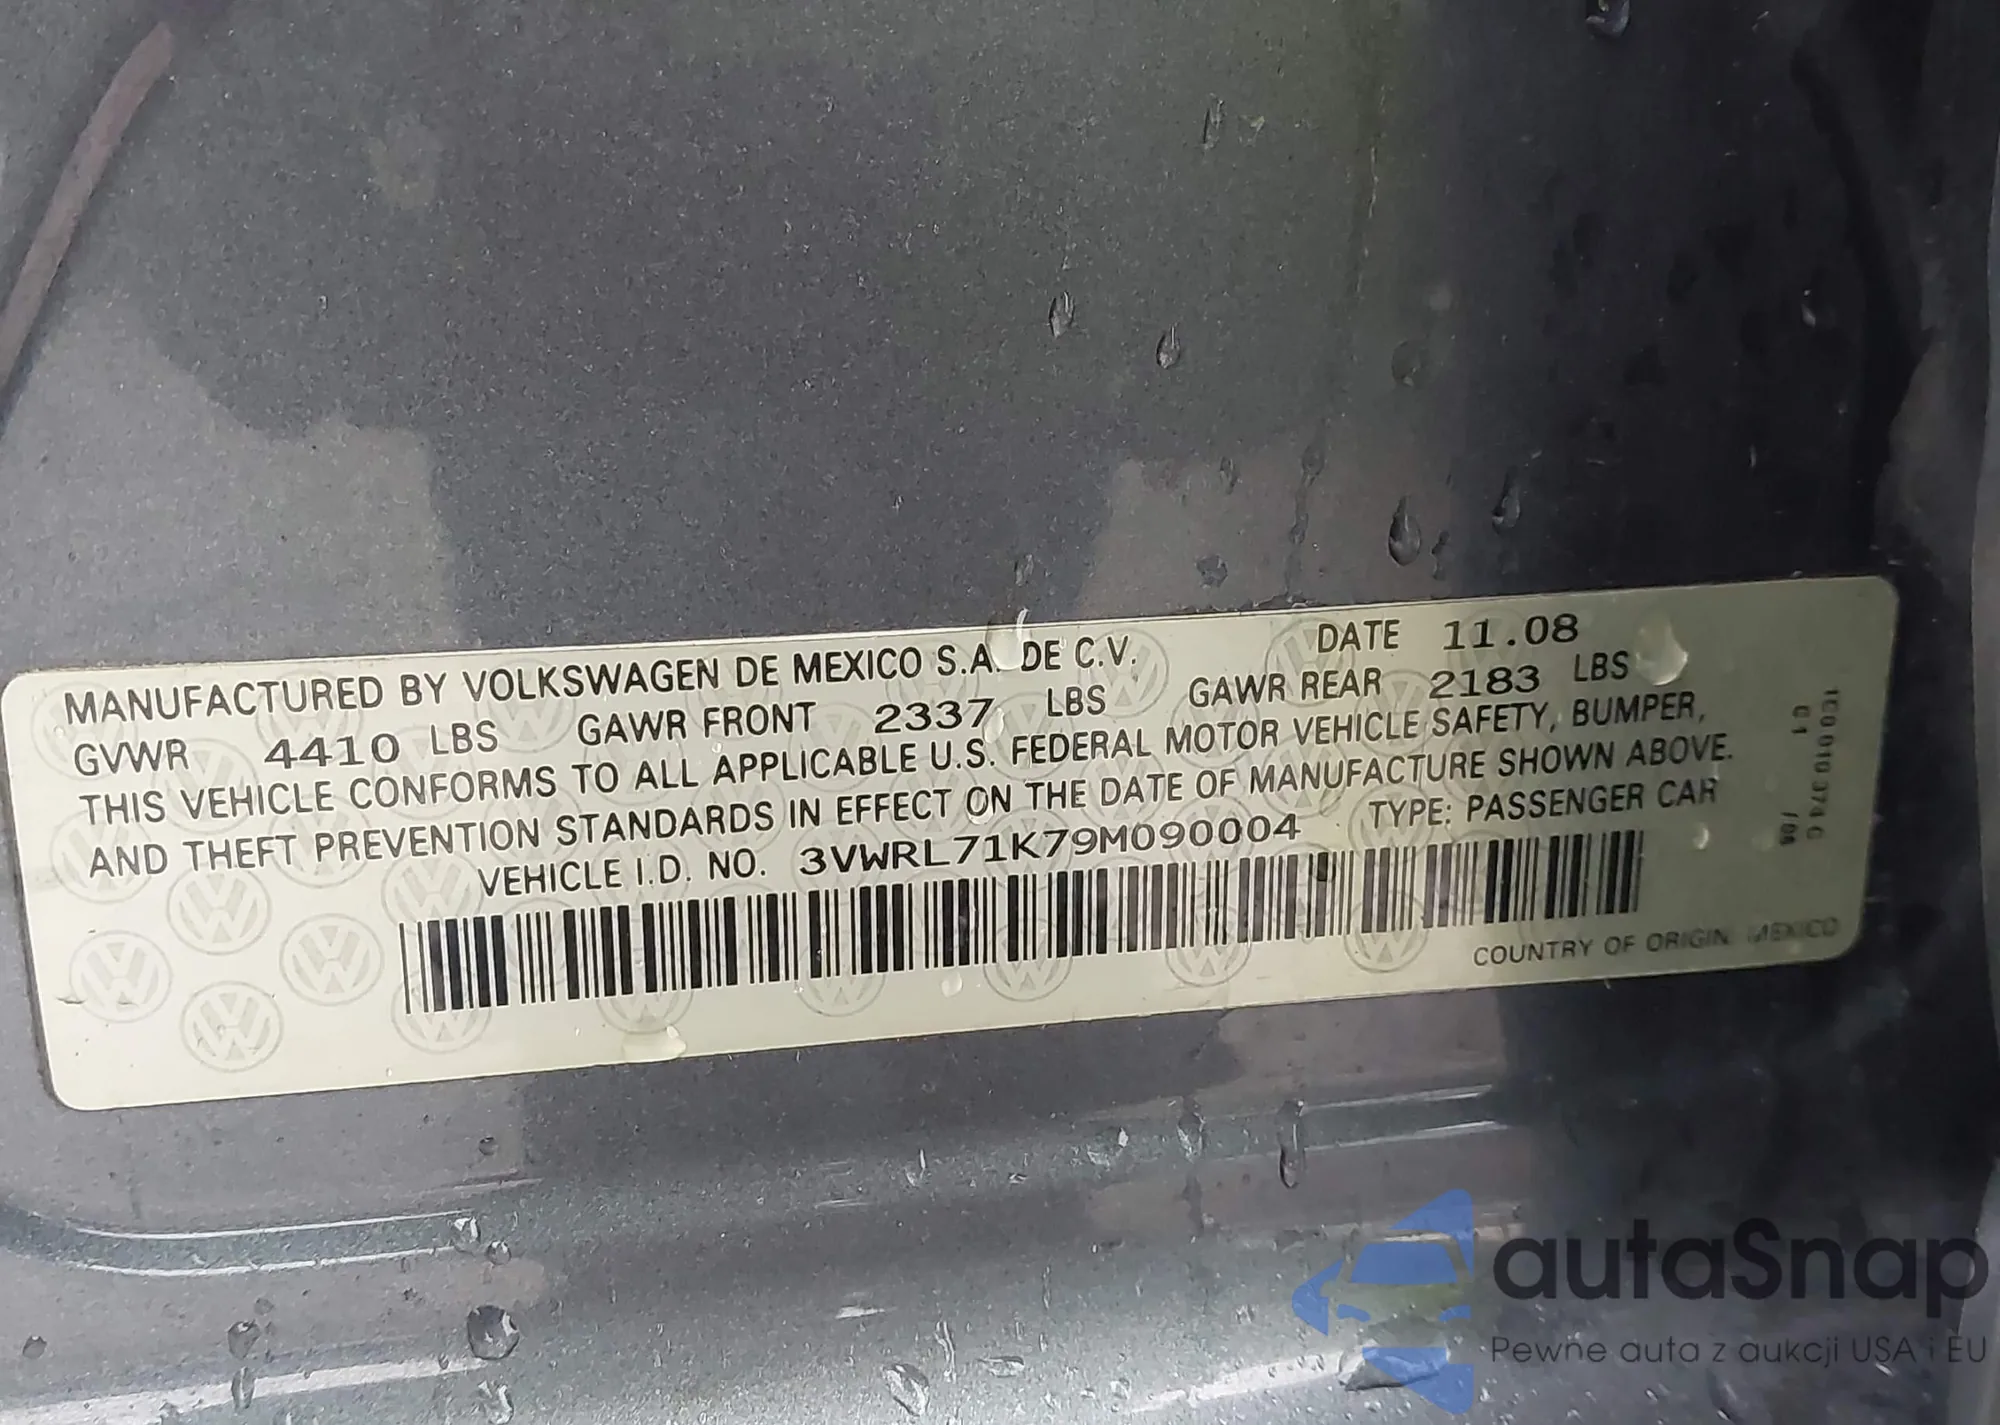 MANUFACTURED BY VOLKSWAGEN DE MEXICO S.A. DE C.V. DATE 11.08
GVWR 4410 LBS GAWR FRONT 2337 LBS GAWR REAR 2183 LBS
THIS VEHICLE CONFORMS TO ALL APPLICABLE U.S. FEDERAL MOTOR VEHICLE SAFETY, BUMPER,
AND THEFT PREVENTION STANDARDS IN EFFECT ON THE DATE OF MANUFACTURE SHOWN ABOVE.
VEHICLE I.D. NO. 3VWRL71K79M090004 TYPE: PASSENGER CAR
COUNTRY OF ORIGIN: MEXICO
autaSnap
Pewne auta z aukcji USA i EU